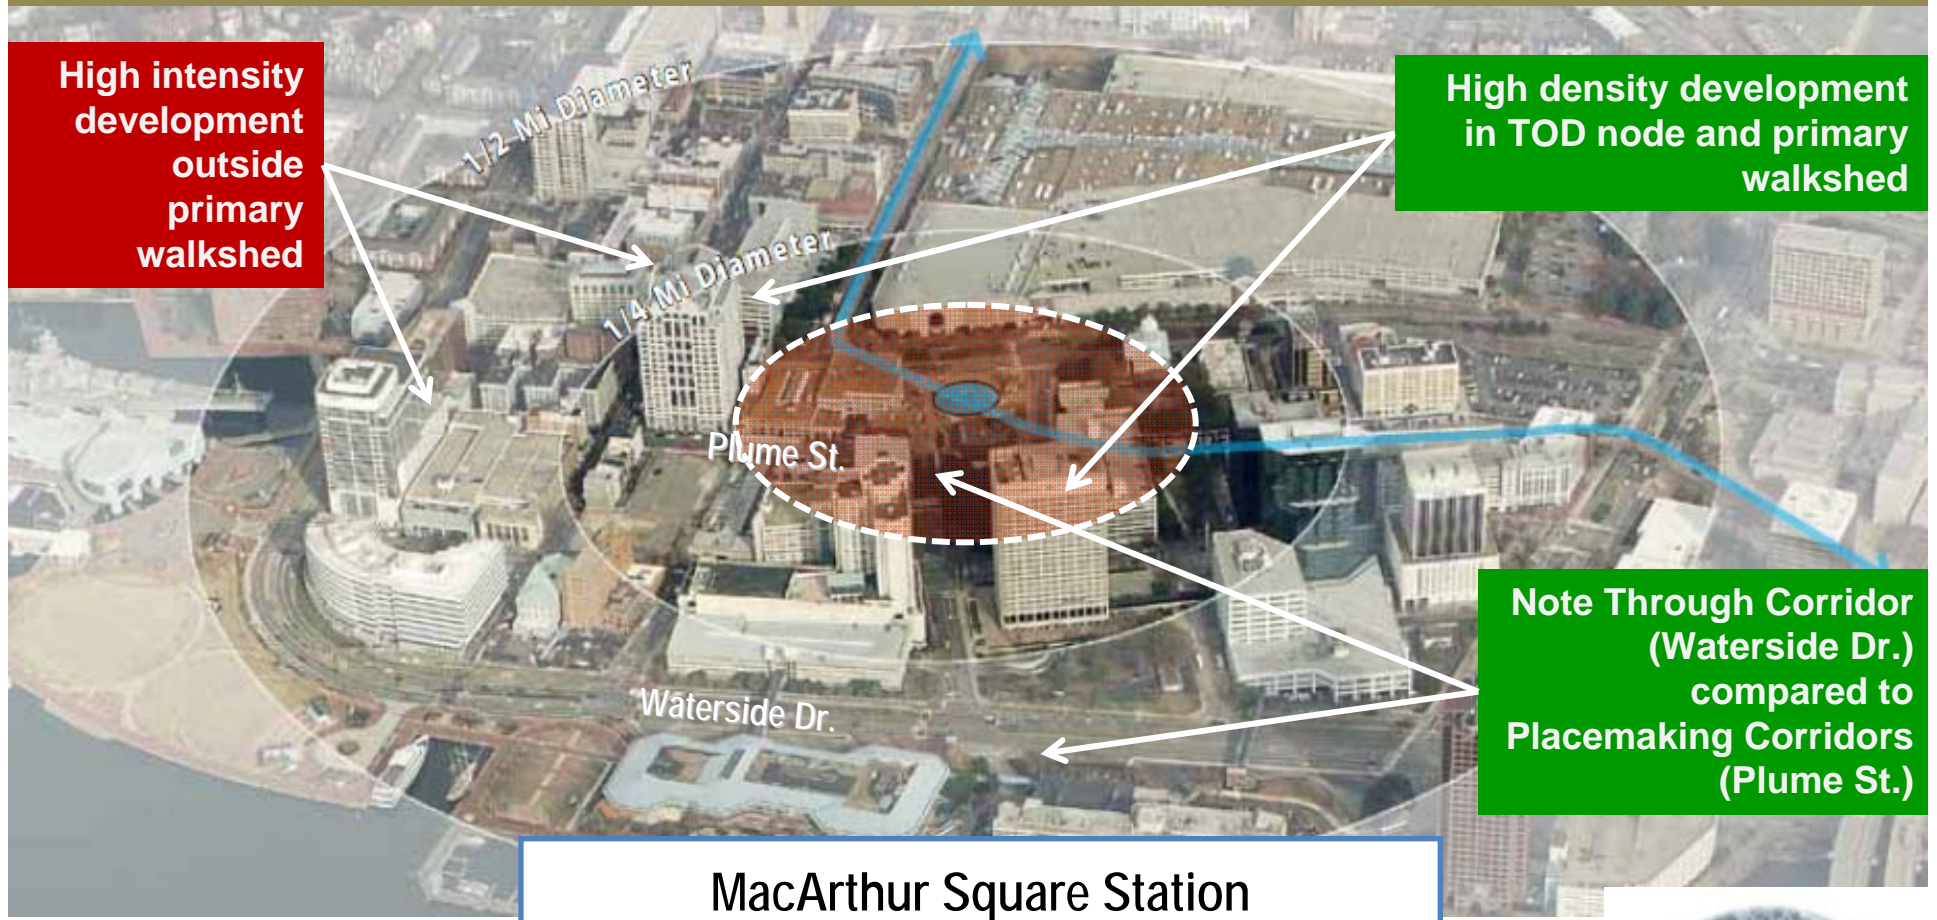 High intensity
development
outside
primary
walkshed
1/2 Mi Diameter
High density development
in TOD node and primary
walkshed
1/4 Mi Diameter
Plume St.
Note Through Corridor
(Waterside Dr.)
compared to
Placemaking Corridors
(Plume St.)
Waterside Dr.
MacArthur Square Station